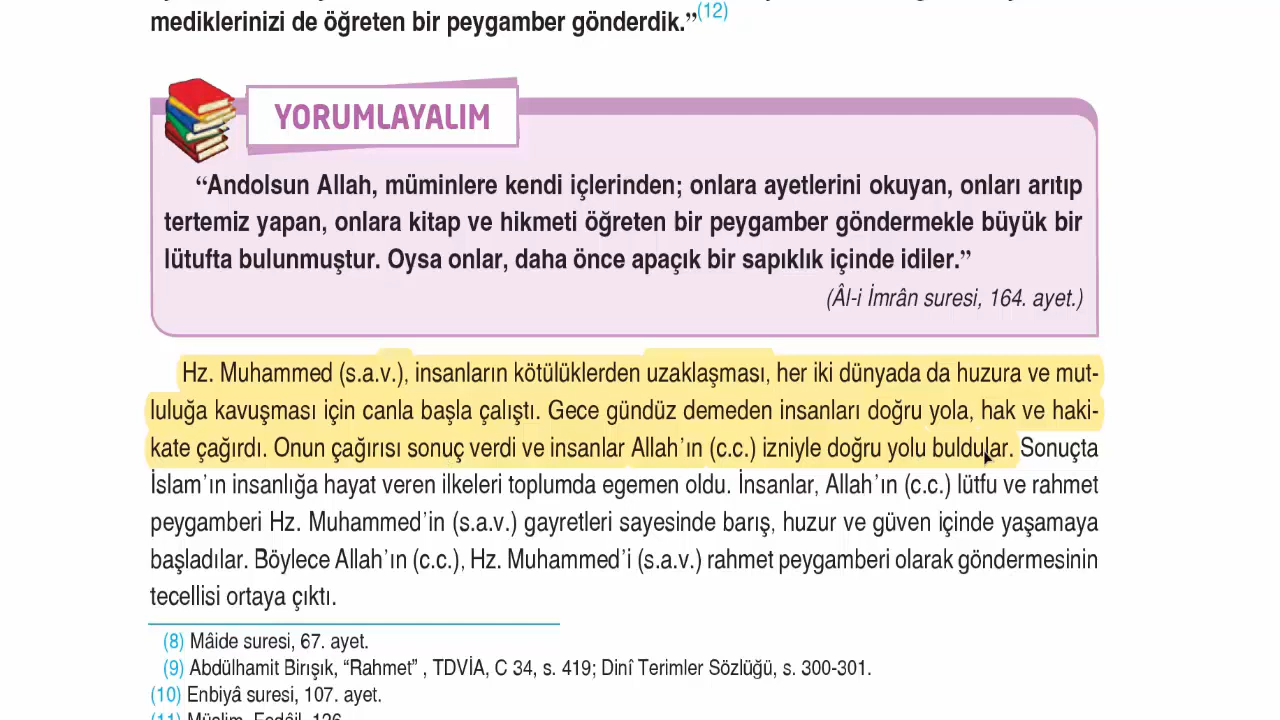 mediklerinizi de öğreten bir peygamber gönderdik.”(12)
YORUMLAYALIM
“Andolsun Allah, müminlere kendi içlerinden; onlara ayetlerini okuyan, onları arıtıp
tertemiz yapan, onlara kitap ve hikmeti öğreten bir peygamber göndermekle büyük bir
lütufta bulunmuştur. Oysa onlar, daha önce apaçık bir sapıklık içinde idiler.”
(Âl-i İmrân suresi, 164. ayet.)
Hz. Muhammed (s.a.v.), insanların kötülüklerden uzaklaşması, her iki dünyada da huzura ve mut-
luluğa kavuşması için canla başla çalıştı. Gece gündüz demeden insanları doğru yola, hak ve haki-
kate çağırdı. Onun çağırısı sonuç verdi ve insanlar Allah’ın (c.c.) izniyle doğru yolu buldular. Sonuçta
İslam’ın insanlığa hayat veren ilkeleri toplumda egemen oldu. İnsanlar, Allah’ın (c.c.) lütfu ve rahmet
peygamberi Hz. Muhammed’in (s.a.v.) gayretleri sayesinde barış, huzur ve güven içinde yaşamaya
başladılar. Böylece Allah’ın (c.c.), Hz. Muhammed’i (s.a.v.) rahmet peygamberi olarak göndermesinin
tecellisi ortaya çıktı.
(8) Mâide suresi, 67. ayet.
(9) Abdülhamit Birışık, “Rahmet” , TDVİA, C 34, s. 419; Dinî Terimler Sözlüğü, s. 300-301.
(10) Enbiyâ suresi, 107. ayet.
(11) Müslim, Fedâil, 126.